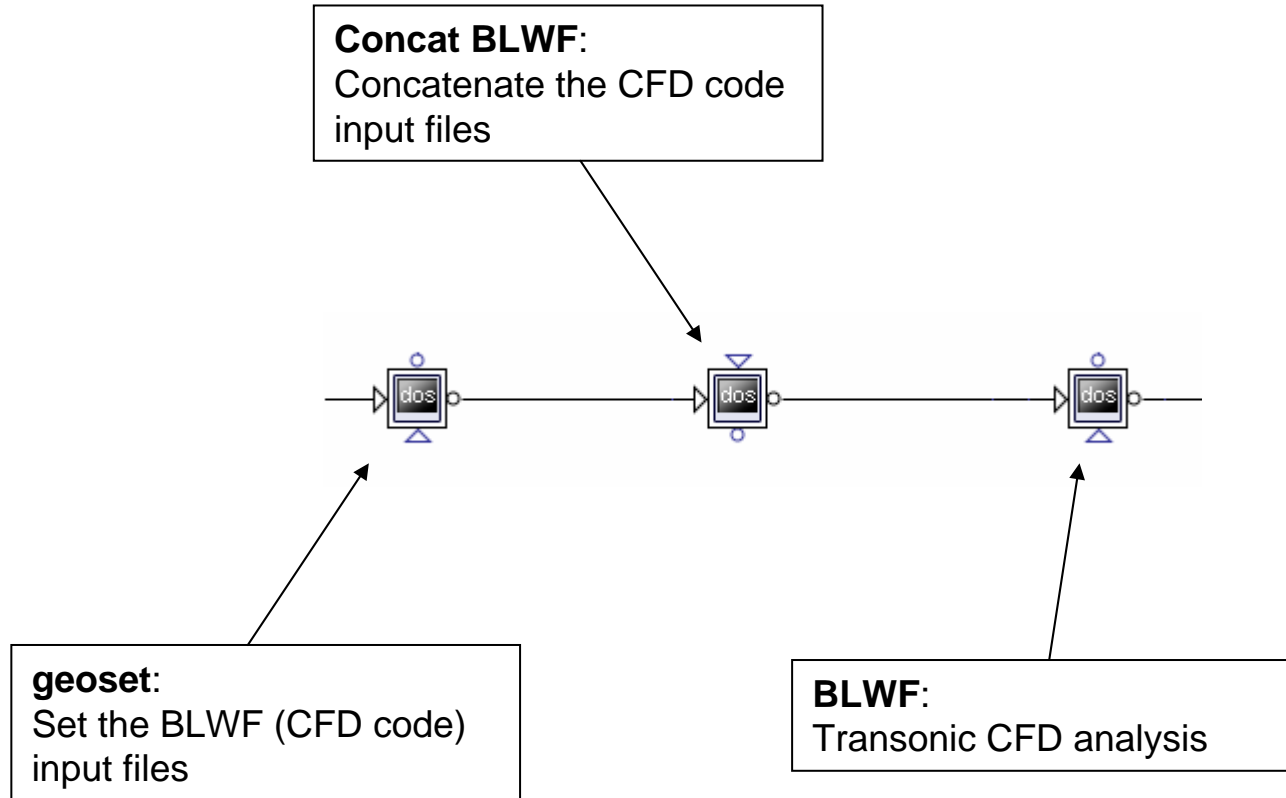 Concat BLWF:
Concatenate the CFD code
input files
dos
dos
dos
geoset:
Set the BLWF (CFD code)
input files
BLWF:
Transonic CFD analysis